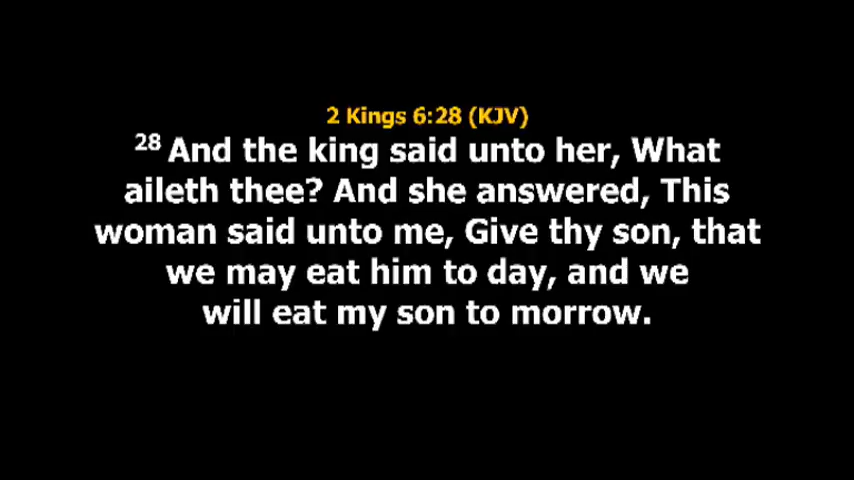 2 Kings 6:28 (KJV)
28 And the king said unto her, What
aileth thee? And she answered, This
woman said unto me, Give thy son, that
we may eat him to day, and we
will eat my son to morrow.